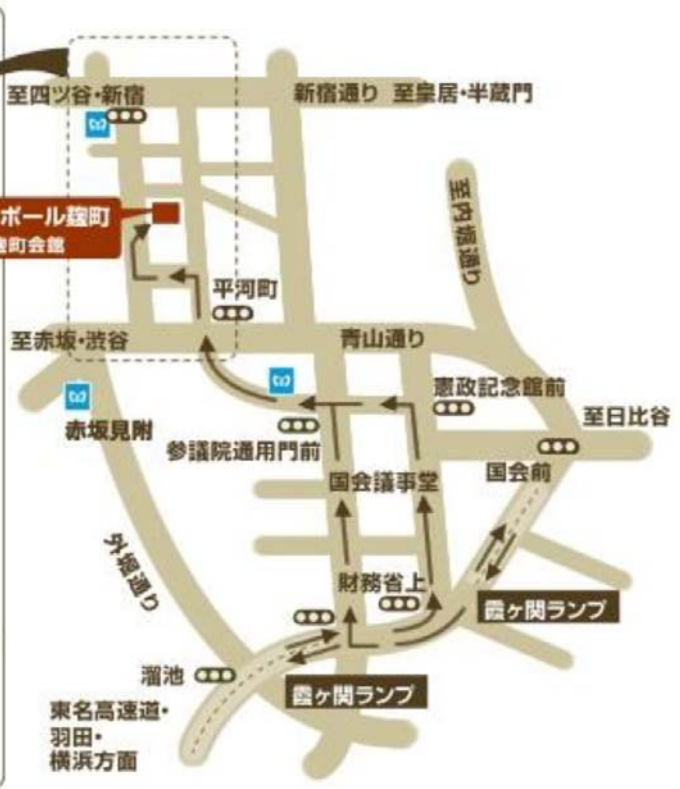 至四ツ谷・新宿
新宿通り 至皇居・半蔵門
至内堀通り
ポール麹町
麹町会館
平河町
至赤坂・渋谷
青山通り
憲政記念館前
至日比谷
赤坂見附
参議院通用門前
国会議事堂
国会前
外堀通り
財務省上
霞ヶ関ランプ
溜池
霞ヶ関ランプ
東名高速道・
羽田・
横浜方面